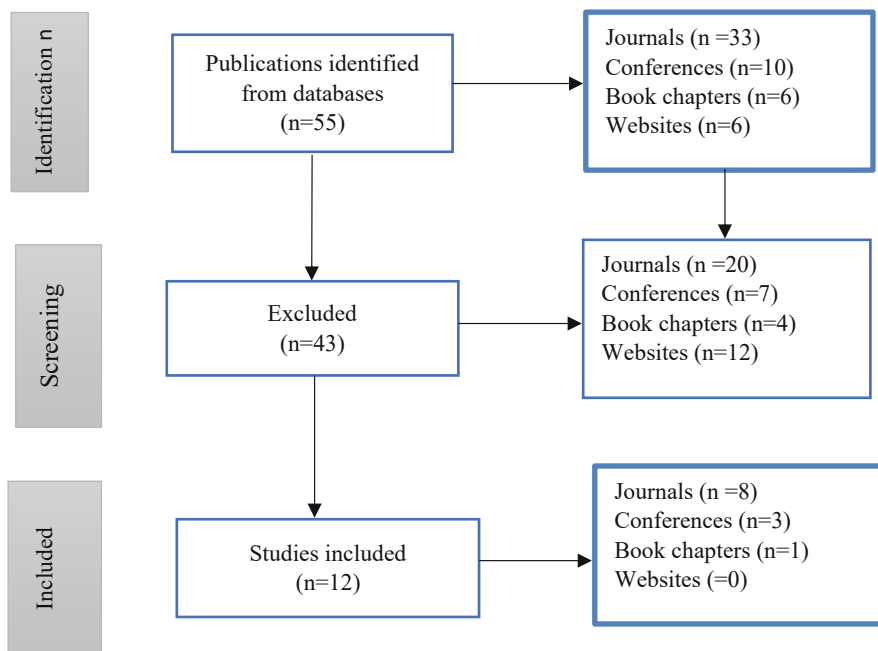 Identification n
Publications identified
from databases
(n=55)
Journals (n =33)
Conferences (n=10)
Book chapters (n=6)
Websites (n=6)
Screening
Excluded
(n=43)
Journals (n =20)
Conferences (n=7)
Book chapters (n=4)
Websites (n=12)
Included
Studies included
(n=12)
Journals (n =8)
Conferences (n=3)
Book chapters (n=1)
Websites (=0)